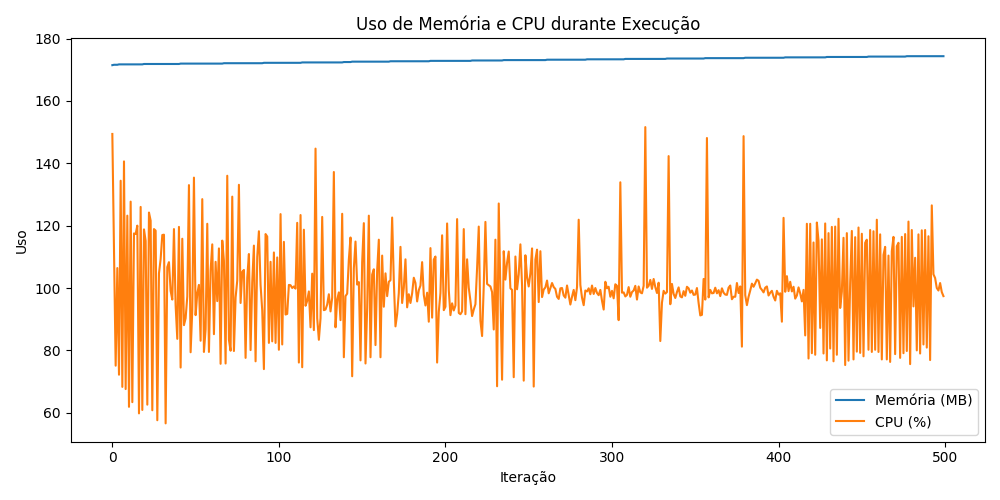 Uso de Memória e CPU durante Execução
180
160
140
120
100
80
60
Uso
0
100
200
300
400
500
Iteração
Memória (MB)
CPU (%)